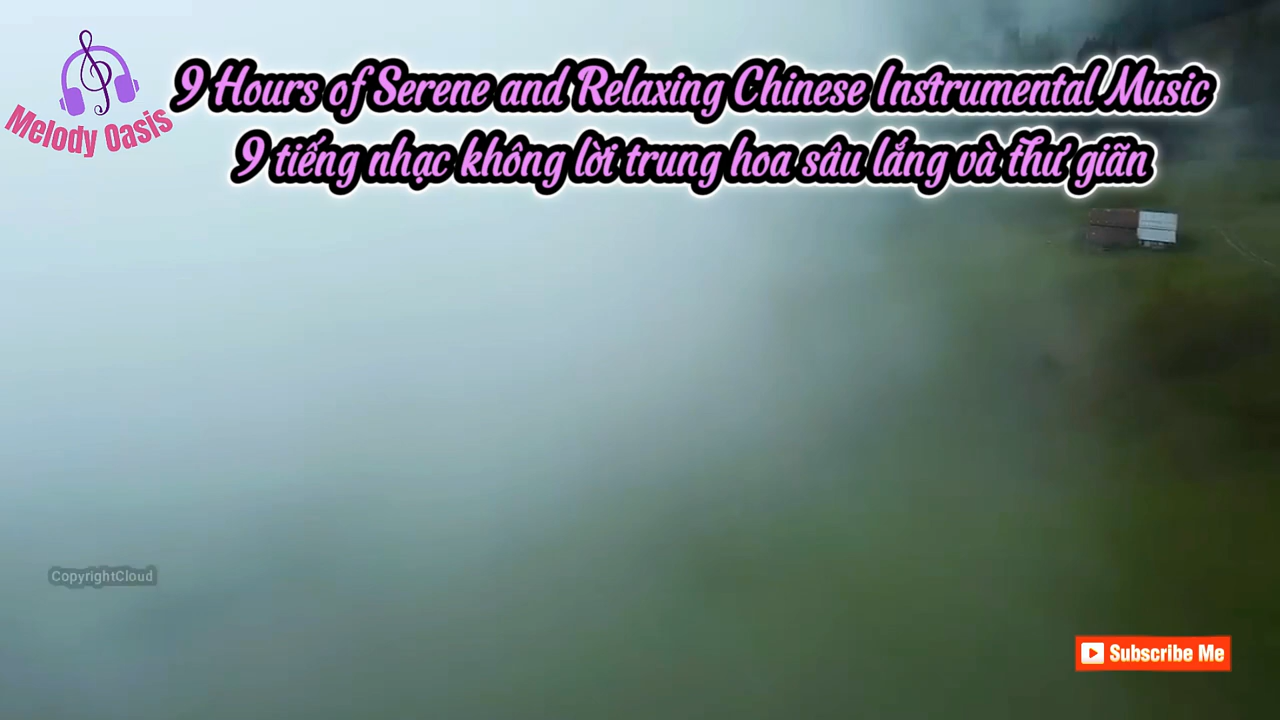 Melody Oasis
9 Hours of Serene and Relaxing Chinese Instrumental Music
9 tiếng nhạc không lời trung hoa sâu lắng và thư giãn
CopyrightCloud
Subscribe Me